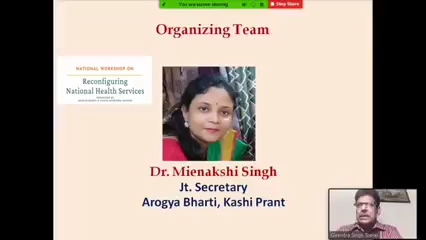 You are screen sharing
Stop Share
Organizing Team
NATIONAL WORKSHOP ON
Reconfiguring
National Health Services
Dr. Mienakshi Singh
Jt. Secretary
Arogya Bharti, Kashi Prant